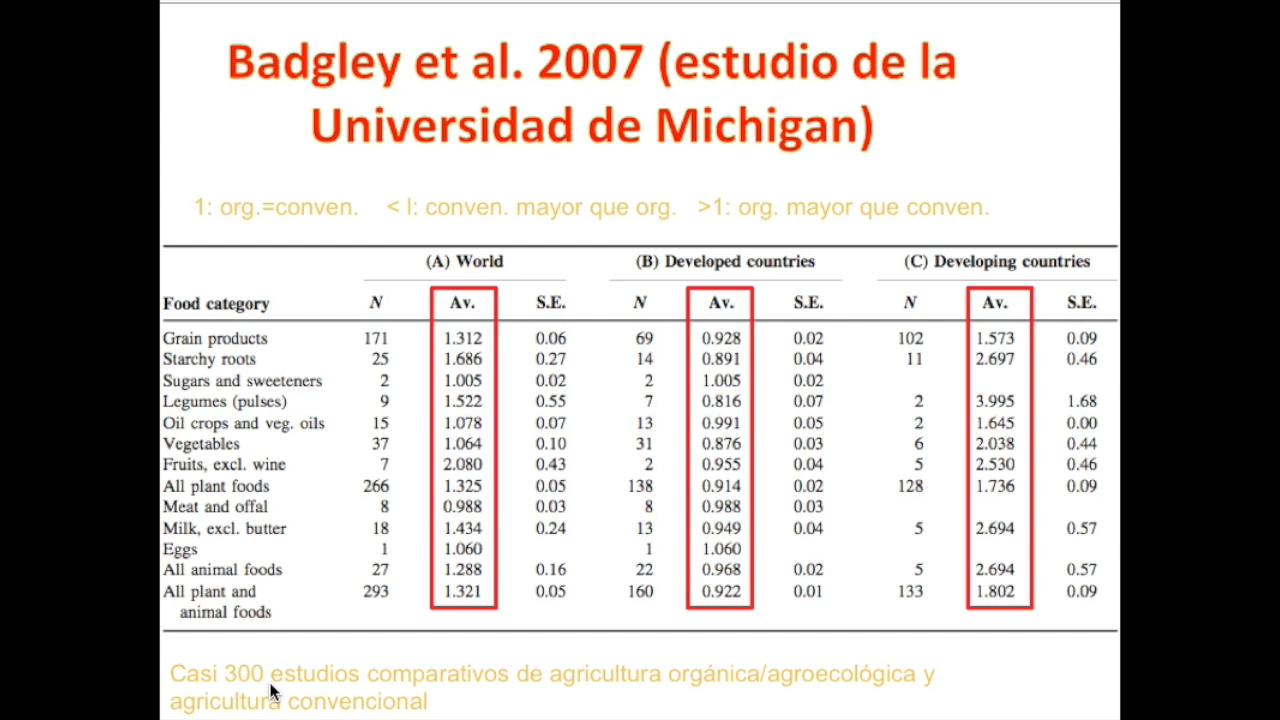 Badgley et al. 2007 (estudio de la
Universidad de Michigan)
1: org.=conven. < l: conven. mayor que org. >1: org. mayor que conven.
(A) World (B) Developed countries (C) Developing countries
Food category N Av. S.E. N Av. S.E. N Av. S.E.
Grain products 171 1.312 0.06 69 0.928 0.02 102 1.573 0.09
Starchy roots 25 1.686 0.27 14 0.891 0.04 11 2.697 0.46
Sugars and sweeteners 2 1.005 0.02 2 1.005 0.02
Legumes (pulses) 9 1.522 0.55 7 0.816 0.07 2 3.995 1.68
Oil crops and veg. oils 15 1.078 0.07 13 0.991 0.05 2 1.645 0.00
Vegetables 37 1.064 0.10 31 0.876 0.03 6 2.038 0.44
Fruits, excl. wine 7 2.080 0.43 2 0.955 0.04 5 2.530 0.46
All plant foods 266 1.325 0.05 138 0.914 0.02 128 1.736 0.09
Meat and offal 8 0.988 0.03 8 0.988 0.03
Milk, excl. butter 18 1.434 0.24 13 0.949 0.04 5 2.694 0.57
Eggs 1 1.060 1 1.060
All animal foods 27 1.288 0.16 22 0.968 0.02 5 2.694 0.57
All plant and 293 1.321 0.05 160 0.922 0.01 133 1.802 0.09
animal foods
Casi 300 estudios comparativos de agricultura orgánica/agroecológica y
agricultura convencional